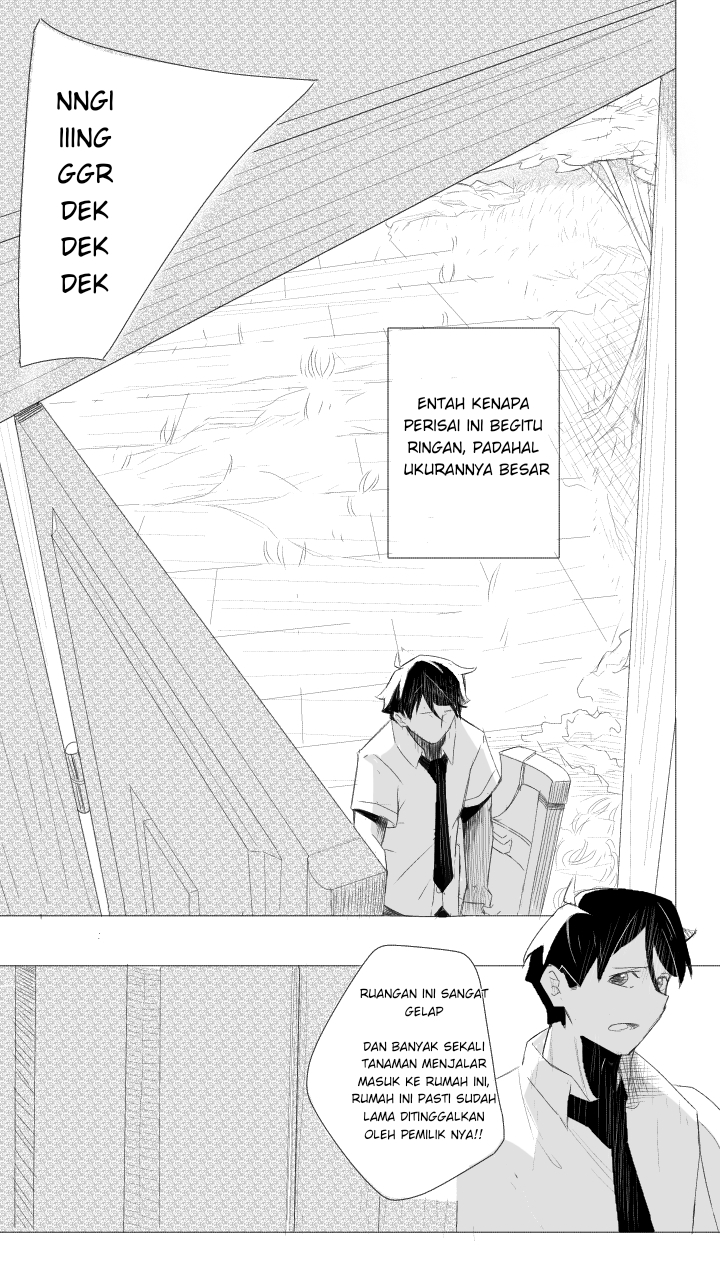 NNGI
IIING
GGR
DEK
DEK
DEK
ENTAH KENAPA
PERISAI INI BEGITU
RINGAN, PADAHAL
UKURANNYA BESAR
RUANGAN INI SANGAT
GELAP
DAN BANYAK SEKALI
TANAMAN MENJALAR
MASUK KE RUMAH INI,
RUMAH INI PASTI SUDAH
LAMA DITINGGALKAN
OLEH PEMILIK NYA!!